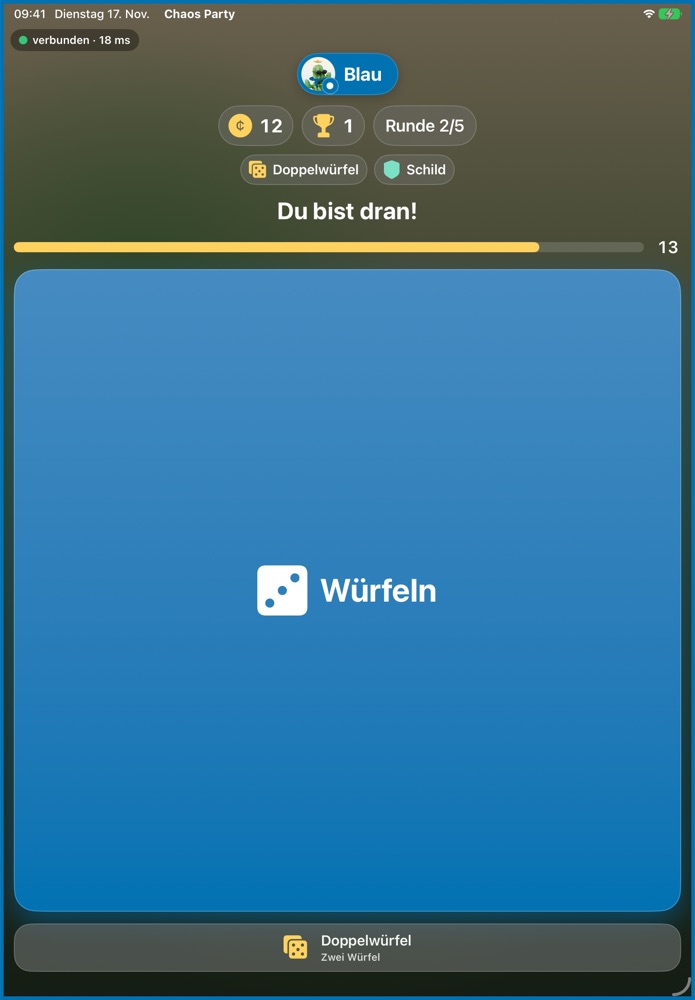 09:41 Dienstag 17. Nov. Chaos Party
verbunden · 18 ms
Blau
12
1
Runde 2/5
Doppelwürfel
Schild
Du bist dran!
13
Würfeln
Doppelwürfel
Zwei Würfel